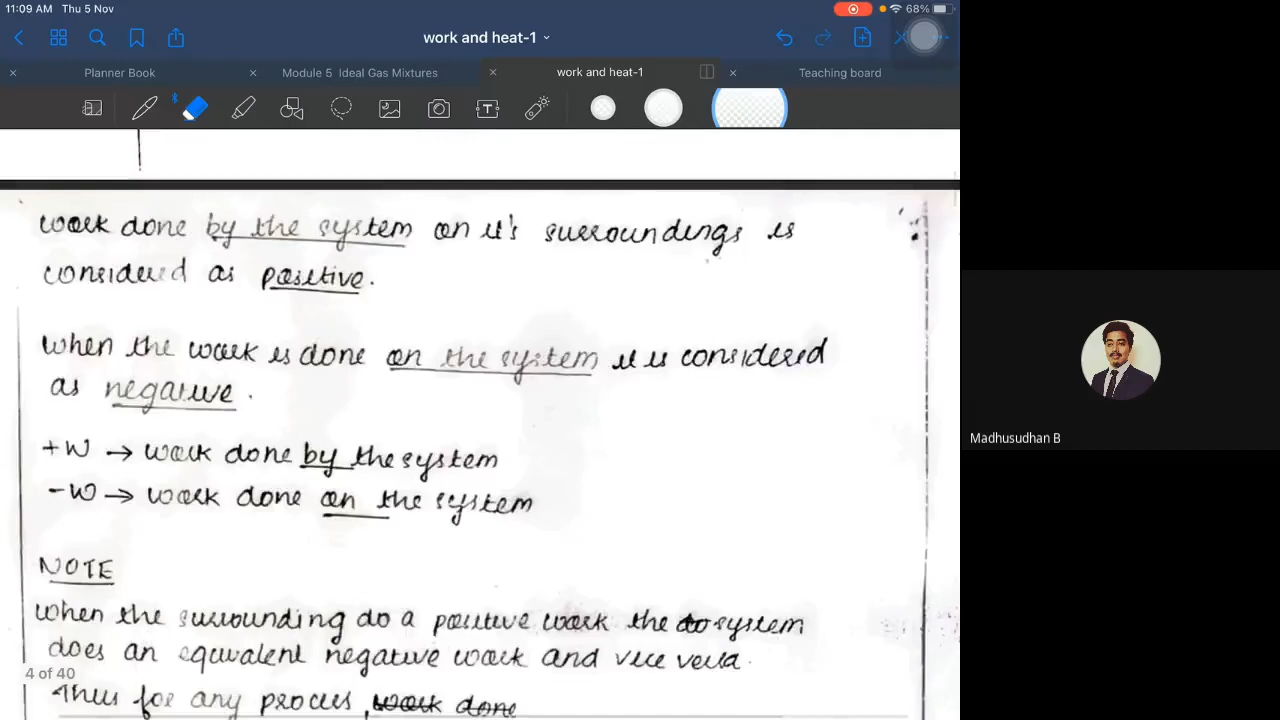 11:09 AM Thu 5 Nov
68%
work and heat-1
Planner Book
Module 5 Ideal Gas Mixtures
work and heat-1
Teaching board
work done by the system on it's surroundings is
considered as positive.
when the work is done on the system it is considered
as negative.
+W → work done by the system
-W → work done on the system
NOTE
when the surrounding do a positive work the to system
does an equivalent negative work and vice versa.
4 of 40
Thus for any process, work done
Madhusudhan B